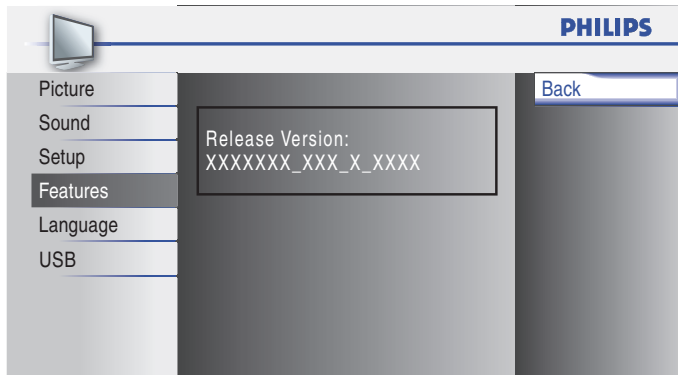 PHILIPS
Picture
Sound
Setup
Features
Language
USB
Release Version:
XXXXXXX_XXX_X_XXXX
Back